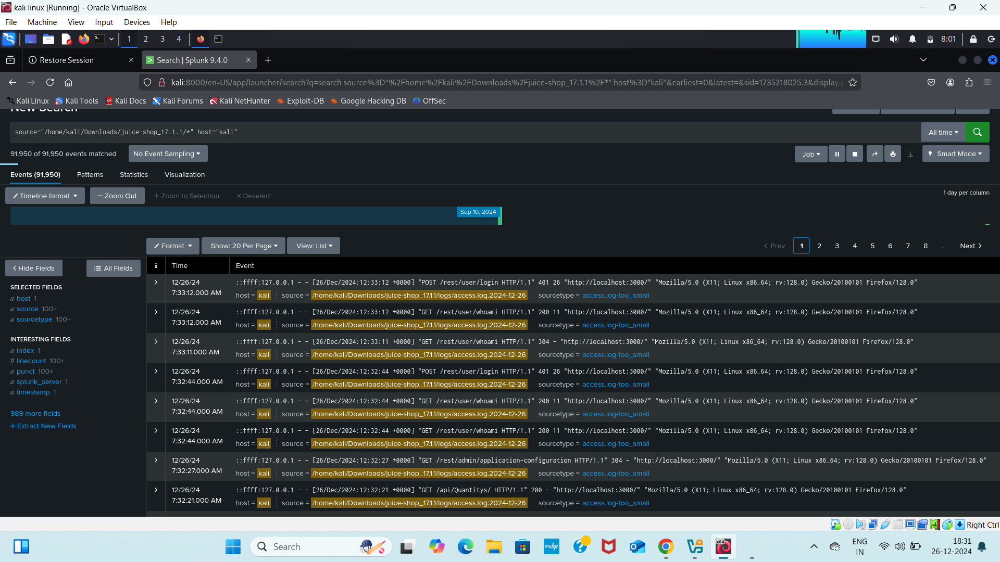 kali linux [Running] - Oracle VirtualBox
File Machine View Input Devices Help
1 2 3 4
8:01
Restore Session
Search | Splunk 9.4.0
kali:8000/en-US/app/launcher/search?q=search source%3D"%2Fhome%2Fkali%2FDownloads%2Fjuice-shop_17.1.1%2F*" host%3D"kali"&earliest=0&latest=&sid=1735218025.3&display.p
Kali Linux Kali Tools Kali Docs Kali Forums Kali NetHunter Exploit-DB Google Hacking DB OffSec
New Search
source="/home/kali/Downloads/juice-shop_17.1.1/*" host="kali"
All time
91,950 of 91,950 events matched
No Event Sampling
Job
Smart Mode
Events (91,950) Patterns Statistics Visualization
Timeline format
— Zoom Out
+ Zoom to Selection
× Deselect
1 day per column
Sep 10, 2024
Format
Show: 20 Per Page
View: List
< Prev 1 2 3 4 5 6 7 8 ... Next >
< Hide Fields
All Fields
SELECTED FIELDS
a host 1
a source 100+
a sourcetype 100+
INTERESTING FIELDS
a index 1
# linecount 100+
a punct 100+
a splunk_server 1
a timestamp 1
989 more fields
+ Extract New Fields
i Time Event
12/26/24
7:33:12.000 AM
::ffff:127.0.0.1 - - [26/Dec/2024:12:33:12 +0000] "POST /rest/user/login HTTP/1.1" 401 26 "http://localhost:3000/" "Mozilla/5.0 (X11; Linux x86_64; rv:128.0) Gecko/20100101 Firefox/128.0"
host = kali source = /home/kali/Downloads/juice-shop_17.1.1/logs/access.log.2024-12-26 sourcetype = access.log-too_small
12/26/24
7:33:12.000 AM
::ffff:127.0.0.1 - - [26/Dec/2024:12:33:12 +0000] "GET /rest/user/whoami HTTP/1.1" 200 11 "http://localhost:3000/" "Mozilla/5.0 (X11; Linux x86_64; rv:128.0) Gecko/20100101 Firefox/128.0"
host = kali source = /home/kali/Downloads/juice-shop_17.1.1/logs/access.log.2024-12-26 sourcetype = access.log-too_small
12/26/24
7:33:11.000 AM
::ffff:127.0.0.1 - - [26/Dec/2024:12:33:11 +0000] "GET /rest/user/whoami HTTP/1.1" 304 - "http://localhost:3000/" "Mozilla/5.0 (X11; Linux x86_64; rv:128.0) Gecko/20100101 Firefox/128.0"
host = kali source = /home/kali/Downloads/juice-shop_17.1.1/logs/access.log.2024-12-26 sourcetype = access.log-too_small
12/26/24
7:32:44.000 AM
::ffff:127.0.0.1 - - [26/Dec/2024:12:32:44 +0000] "POST /rest/user/login HTTP/1.1" 401 26 "http://localhost:3000/" "Mozilla/5.0 (X11; Linux x86_64; rv:128.0) Gecko/20100101 Firefox/128.0"
host = kali source = /home/kali/Downloads/juice-shop_17.1.1/logs/access.log.2024-12-26 sourcetype = access.log-too_small
12/26/24
7:32:44.000 AM
::ffff:127.0.0.1 - - [26/Dec/2024:12:32:44 +0000] "GET /rest/user/whoami HTTP/1.1" 200 11 "http://localhost:3000/" "Mozilla/5.0 (X11; Linux x86_64; rv:128.0) Gecko/20100101 Firefox/128.0"
host = kali source = /home/kali/Downloads/juice-shop_17.1.1/logs/access.log.2024-12-26 sourcetype = access.log-too_small
12/26/24
7:32:44.000 AM
::ffff:127.0.0.1 - - [26/Dec/2024:12:32:44 +0000] "GET /rest/user/whoami HTTP/1.1" 200 11 "http://localhost:3000/" "Mozilla/5.0 (X11; Linux x86_64; rv:128.0) Gecko/20100101 Firefox/128.0"
host = kali source = /home/kali/Downloads/juice-shop_17.1.1/logs/access.log.2024-12-26 sourcetype = access.log-too_small
12/26/24
7:32:27.000 AM
::ffff:127.0.0.1 - - [26/Dec/2024:12:32:27 +0000] "GET /rest/admin/application-configuration HTTP/1.1" 304 - "http://localhost:3000/" "Mozilla/5.0 (X11; Linux x86_64; rv:128.0) Gecko/20100101 Firefox/128.0"
host = kali source = /home/kali/Downloads/juice-shop_17.1.1/logs/access.log.2024-12-26 sourcetype = access.log-too_small
12/26/24
7:32:21.000 AM
::ffff:127.0.0.1 - - [26/Dec/2024:12:32:21 +0000] "GET /api/Quantitys/ HTTP/1.1" 200 - "http://localhost:3000/" "Mozilla/5.0 (X11; Linux x86_64; rv:128.0) Gecko/20100101 Firefox/128.0"
host = kali source = /home/kali/Downloads/juice-shop_17.1.1/logs/access.log.2024-12-26 sourcetype = access.log-too_small
Right Ctrl
Search
myhp
x64
ENG
IN
18:31
26-12-2024